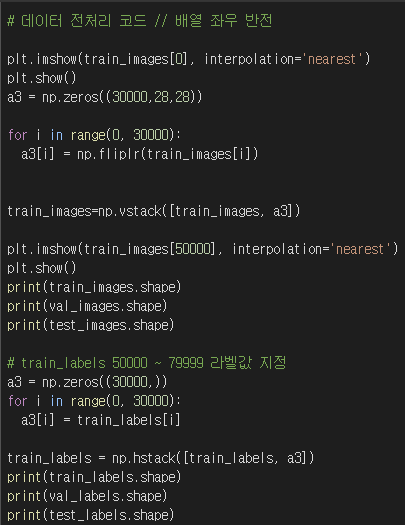 # 데이터 전처리 코드 // 배열 좌우 반전
plt.imshow(train_images[0], interpolation='nearest')
plt.show()
a3 = np.zeros((30000,28,28))
for i in range(0, 30000):
  a3[i] = np.fliplr(train_images[i])
train_images=np.vstack([train_images, a3])
plt.imshow(train_images[50000], interpolation='nearest')
plt.show()
print(train_images.shape)
print(val_images.shape)
print(test_images.shape)
# train_labels 50000 ~ 79999 라벨값 지정
a3 = np.zeros((30000,))
for i in range(0, 30000):
  a3[i] = train_labels[i]
train_labels = np.hstack([train_labels, a3])
print(train_labels.shape)
print(val_labels.shape)
print(test_labels.shape)